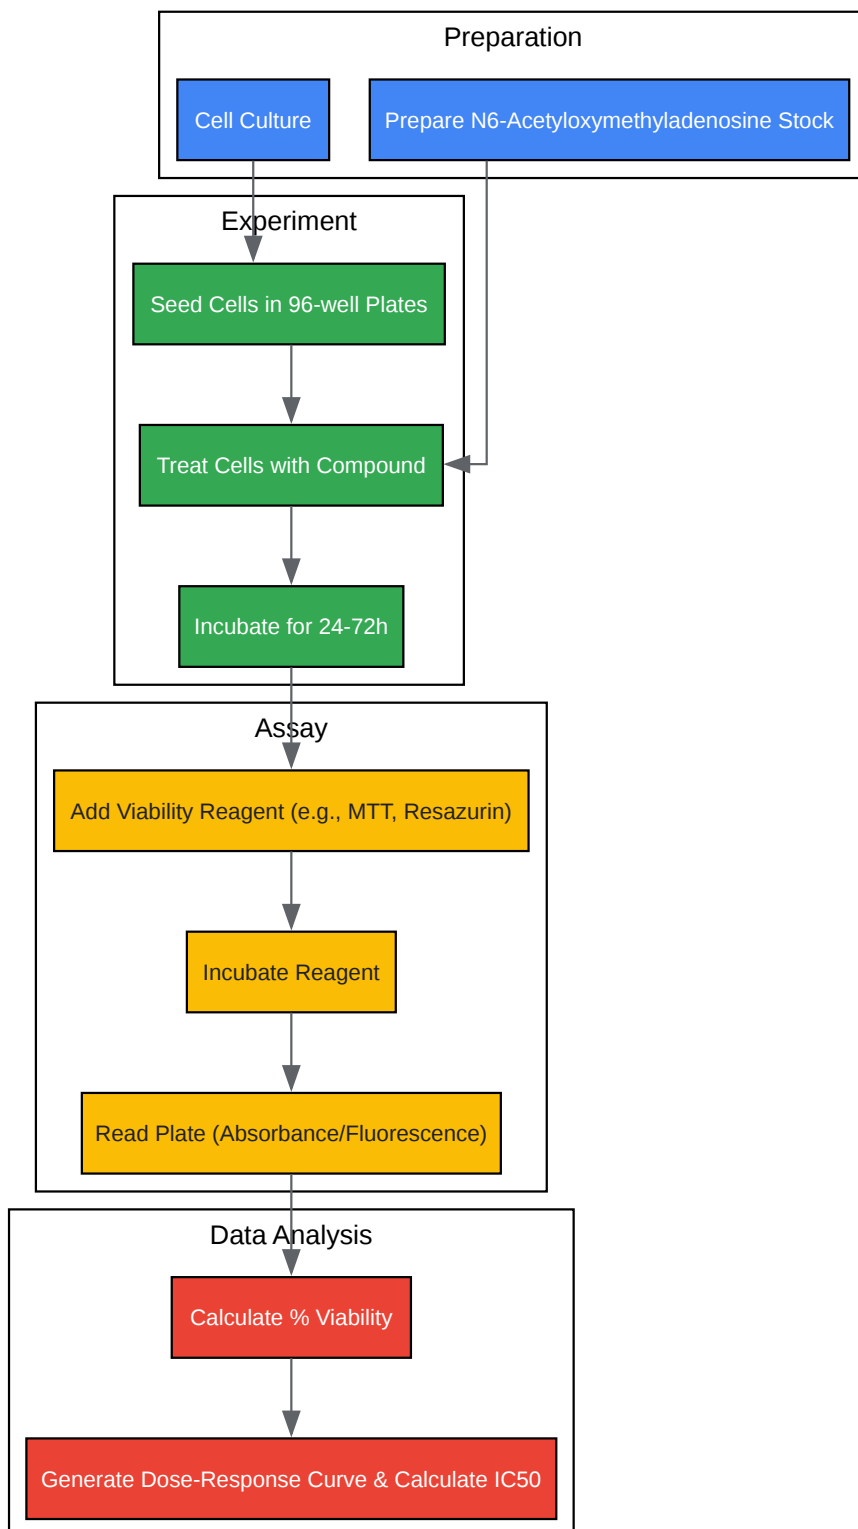 Preparation
Cell Culture
Prepare N6-Acetyloxymethyladenosine Stock
Experiment
Seed Cells in 96-well Plates
Treat Cells with Compound
Incubate for 24-72h
Assay
Add Viability Reagent (e.g., MTT, Resazurin)
Incubate Reagent
Read Plate (Absorbance/Fluorescence)
Data Analysis
Calculate % Viability
Generate Dose-Response Curve & Calculate IC50